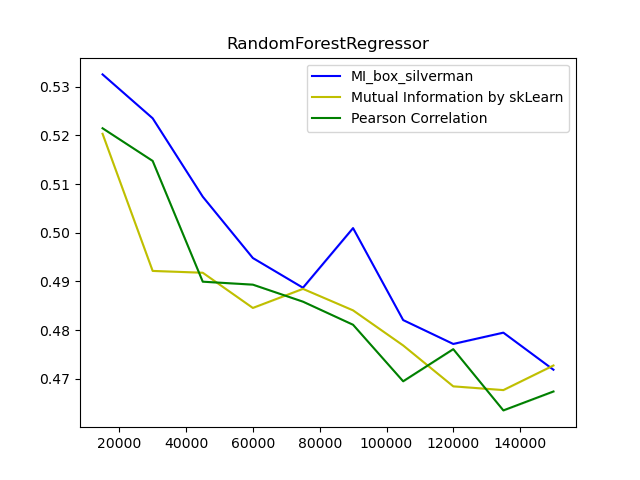 RandomForestRegressor
MI_box_silverman
Mutual Information by skLearn
Pearson Correlation
0.53
0.52
0.51
0.50
0.49
0.48
0.47
20000 40000 60000 80000 100000 120000 140000